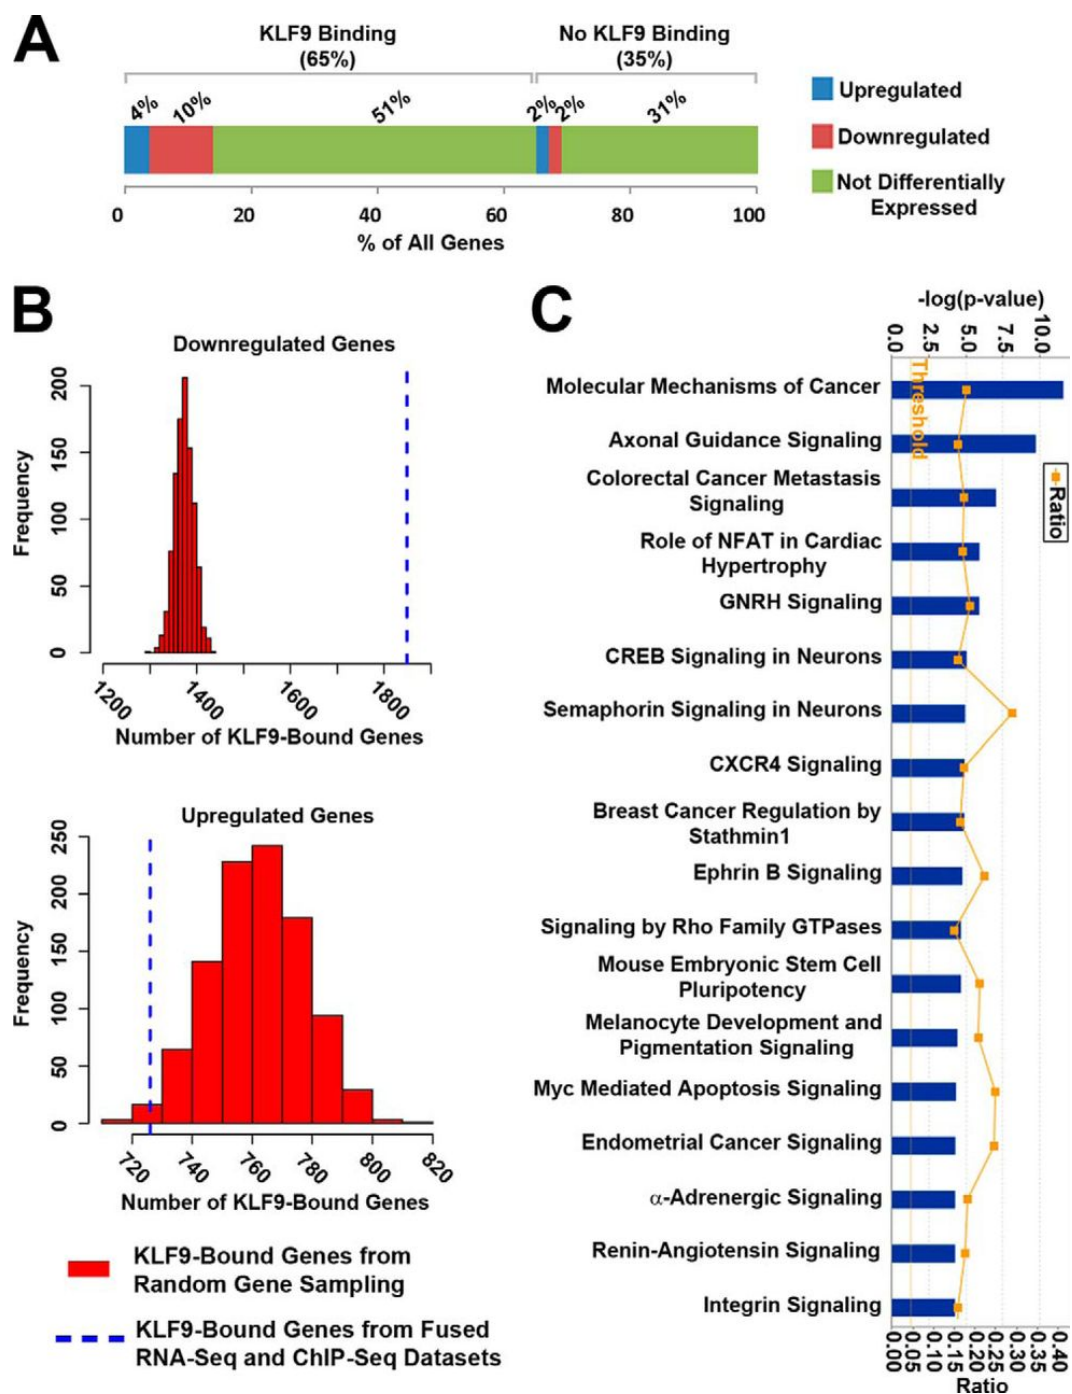 A
KLF9 Binding
(65%)
No KLF9 Binding
(35%)
4%
10%
51%
2%
2%
31%
Upregulated
Downregulated
Not Differentially
Expressed
0
20
40
60
80
100
% of All Genes
B
Downregulated Genes
Frequency
0
50
100
150
200
1200
1400
1600
1800
Number of KLF9-Bound Genes
Upregulated Genes
Frequency
0
50
100
150
200
250
720
740
760
780
800
820
Number of KLF9-Bound Genes
KLF9-Bound Genes from
Random Gene Sampling
KLF9-Bound Genes from Fused
RNA-Seq and ChIP-Seq Datasets
C
-log(p-value)
0.0
2.5
5.0
7.5
10.0
Threshold
Ratio
Molecular Mechanisms of Cancer
Axonal Guidance Signaling
Colorectal Cancer Metastasis
Signaling
Role of NFAT in Cardiac
Hypertrophy
GNRH Signaling
CREB Signaling in Neurons
Semaphorin Signaling in Neurons
CXCR4 Signaling
Breast Cancer Regulation by
Stathmin1
Ephrin B Signaling
Signaling by Rho Family GTPases
Mouse Embryonic Stem Cell
Pluripotency
Melanocyte Development and
Pigmentation Signaling
Myc Mediated Apoptosis Signaling
Endometrial Cancer Signaling
α-Adrenergic Signaling
Renin-Angiotensin Signaling
Integrin Signaling
0.00
0.05
0.10
0.15
0.20
0.25
0.30
0.35
0.40
Ratio